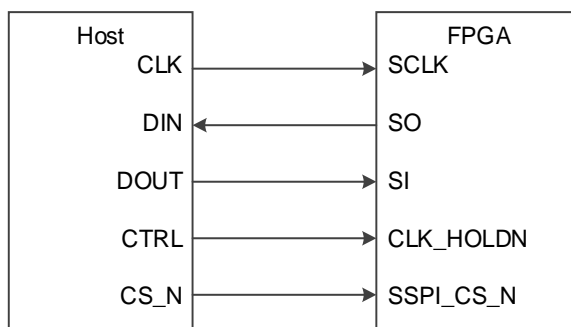 Host FPGA
CLK SCLK
DIN SO
DOUT SI
CTRL CLK_HOLDN
CS_N SSPI_CS_N